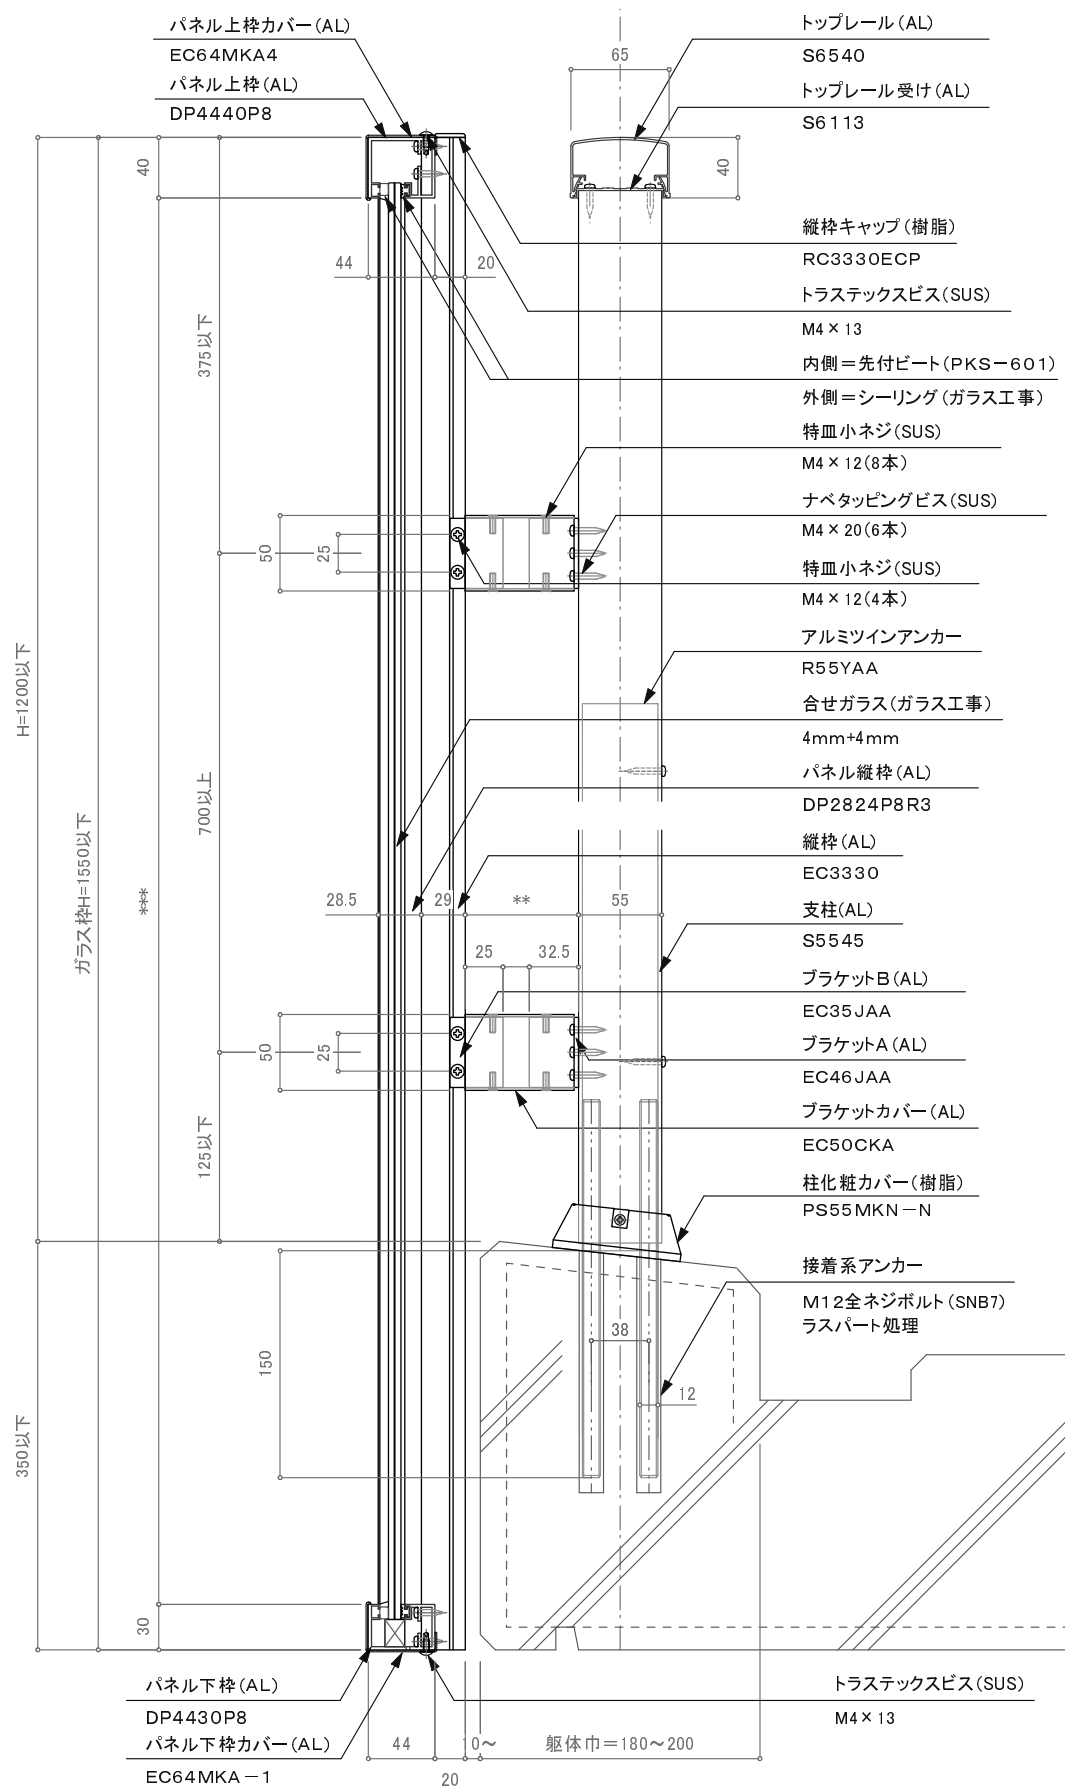 パネル上枠カバー(AL)
EC64MKA4
パネル上枠(AL)
DP4440P8
トップレール(AL)
S6540
トップレール受け(AL)
S6113
65
40
40
44
20
縦枠キャップ(樹脂)
RC3330ECP
トラステックスビス(SUS)
M4×13
内側=先付ビート(PKS-601)
外側=シーリング(ガラス工事)
特皿小ネジ(SUS)
M4×12(8本)
ナベタッピングビス(SUS)
M4×20(6本)
特皿小ネジ(SUS)
M4×12(4本)
アルミツインアンカー
R55YAA
合せガラス(ガラス工事)
4mm+4mm
パネル縦枠(AL)
DP2824P8R3
縦枠(AL)
EC3330
支柱(AL)
S5545
ブラケットB(AL)
EC35JAA
ブラケットA(AL)
EC46JAA
ブラケットカバー(AL)
EC50CKA
柱化粧カバー(樹脂)
PS55MKN-N
接着系アンカー
M12全ネジボルト(SNB7)
ラスパート処理
375以下
50
25
H=1200以下
ガラス枠H=1550以下
***
700以上
28.5
29
**
55
25
32.5
50
25
125以下
38
12
150
350以下
30
パネル下枠(AL)
DP4430P8
パネル下枠カバー(AL)
EC64MKA-1
44
20
10~
躯体巾=180~200
トラステックスビス(SUS)
M4×13